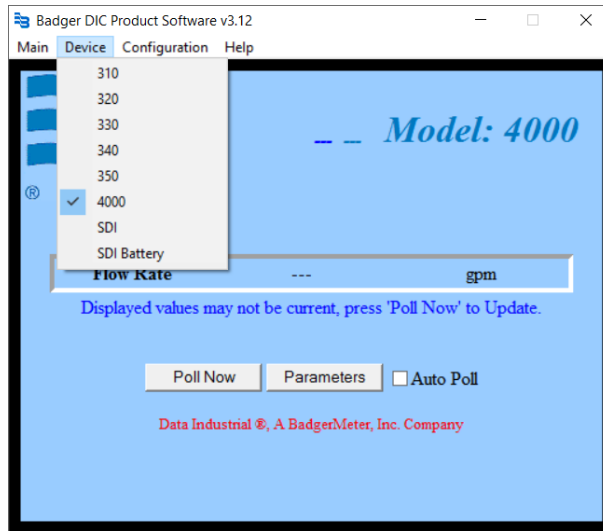 Badger DIC Product Software v3.12
Main Device Configuration Help
310
320
330
340
350
4000
SDI
SDI Battery
®
--- ---
Model: 4000
Flow Rate --- gpm
Displayed values may not be current, press 'Poll Now' to Update.
Poll Now Parameters Auto Poll
Data Industrial ®, A BadgerMeter, Inc. Company